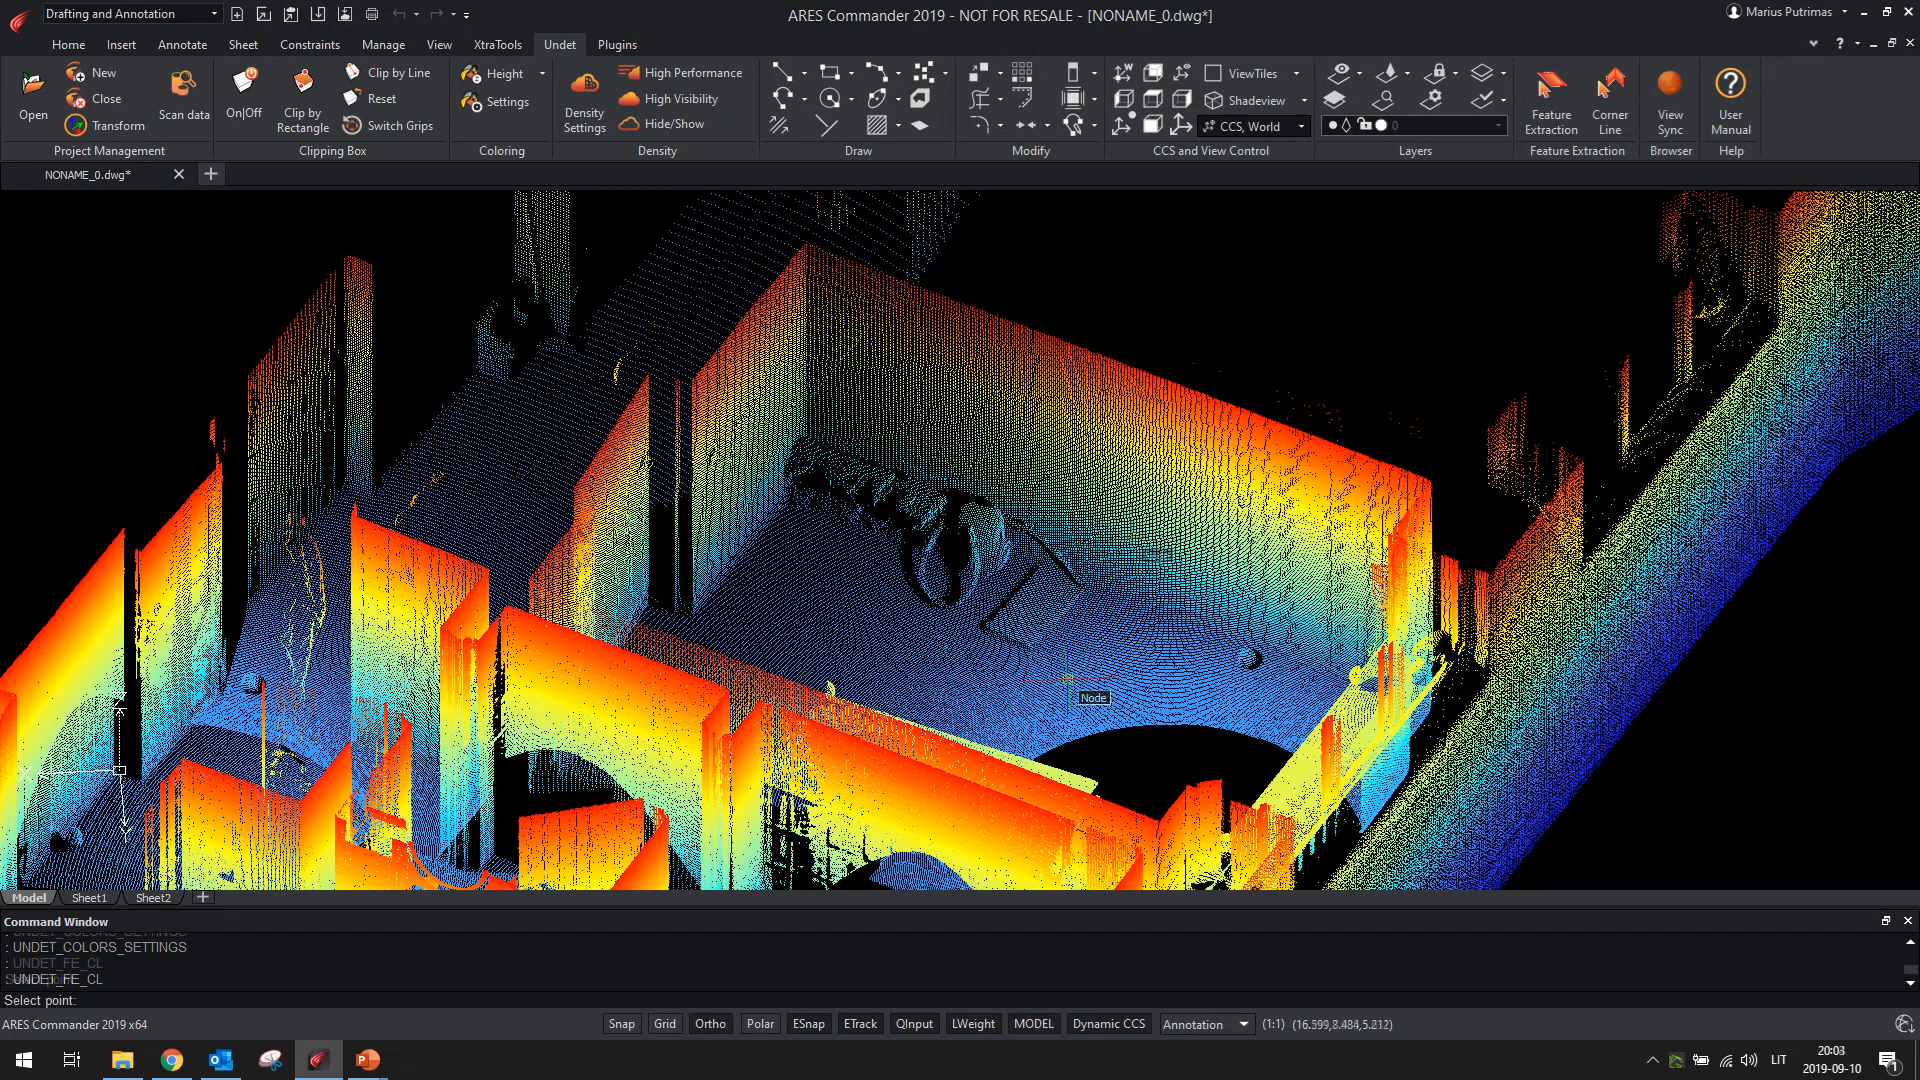 Drafting and Annotation
ARES Commander 2019 - NOT FOR RESALE - [NONAME_0.dwg*]
Marius Putrimas
Home Insert Annotate Sheet Constraints Manage View XtraTools Undet Plugins
Open
New
Close
Transform
Scan data
Project Management
On|Off
Clip by Rectangle
Clip by Line
Reset
Switch Grips
Clipping Box
Height
Settings
Coloring
Density Settings
High Performance
High Visibility
Hide/Show
Density
Draw
Modify
ViewTiles
Shadeview
CCS, World
CCS and View Control
0
Layers
Feature Extraction
Corner Line
Feature Extraction
View Sync
Browser
User Manual
Help
NONAME_0.dwg*
Node
X
Y
Z
Model Sheet1 Sheet2
Command Window
: UNDET_COLORS_SETTINGS
: UNDET_COLORS_SETTINGS
: UNDET_FE_CL
: UNDET_FE_CL
Select point:
ARES Commander 2019 x64
Snap Grid Ortho Polar ESnap ETrack QInput LWeight MODEL Dynamic CCS Annotation (1:1) (16.599,8.484,5.212)
LIT
20:03
2019-09-10
1